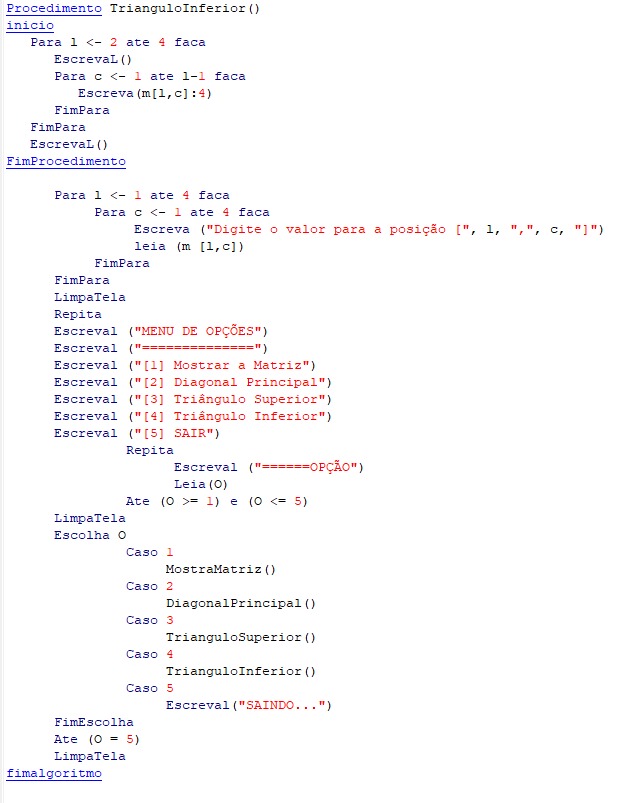 Procedimento TrianguloInferior()
inicio
Para l <- 2 ate 4 faca
EscrevaL()
Para c <- 1 ate l-1 faca
Escreva(m[l,c]:4)
FimPara
FimPara
EscrevaL()
FimProcedimento
Para l <- 1 ate 4 faca
Para c <- 1 ate 4 faca
Escreva ("Digite o valor para a posição [", l, ",", c, "]")
leia (m [l,c])
FimPara
FimPara
LimpaTela
Repita
Escreval ("MENU DE OPÇÕES")
Escreval ("==============")
Escreval ("[1] Mostrar a Matriz")
Escreval ("[2] Diagonal Principal")
Escreval ("[3] Triângulo Superior")
Escreval ("[4] Triângulo Inferior")
Escreval ("[5] SAIR")
Repita
Escreval ("======OPÇÃO")
Leia(O)
Ate (O >= 1) e (O <= 5)
LimpaTela
Escolha O
Caso 1
MostraMatriz()
Caso 2
DiagonalPrincipal()
Caso 3
TrianguloSuperior()
Caso 4
TrianguloInferior()
Caso 5
Escreval("SAINDO...")
FimEscolha
Ate (O = 5)
LimpaTela
fimalgoritmo